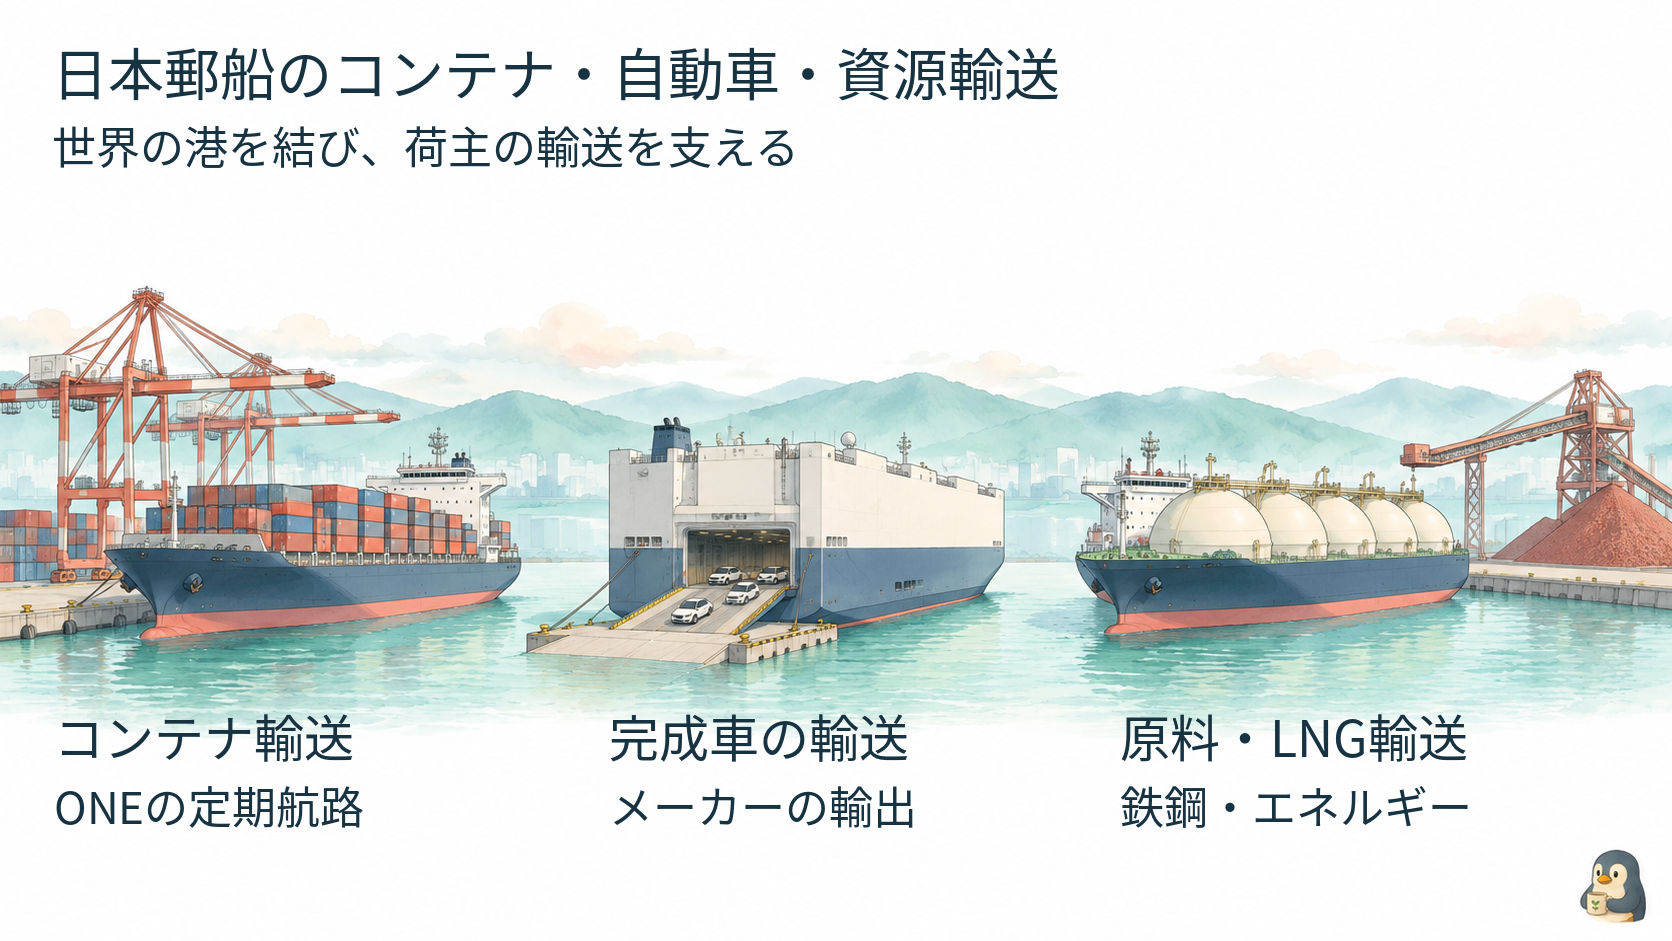 日本郵船のコンテナ・自動車・資源輸送
世界の港を結び、荷主の輸送を支える
コンテナ輸送
ONEの定期航路
完成車の輸送
メーカーの輸出
原料・LNG輸送
鉄鋼・エネルギー